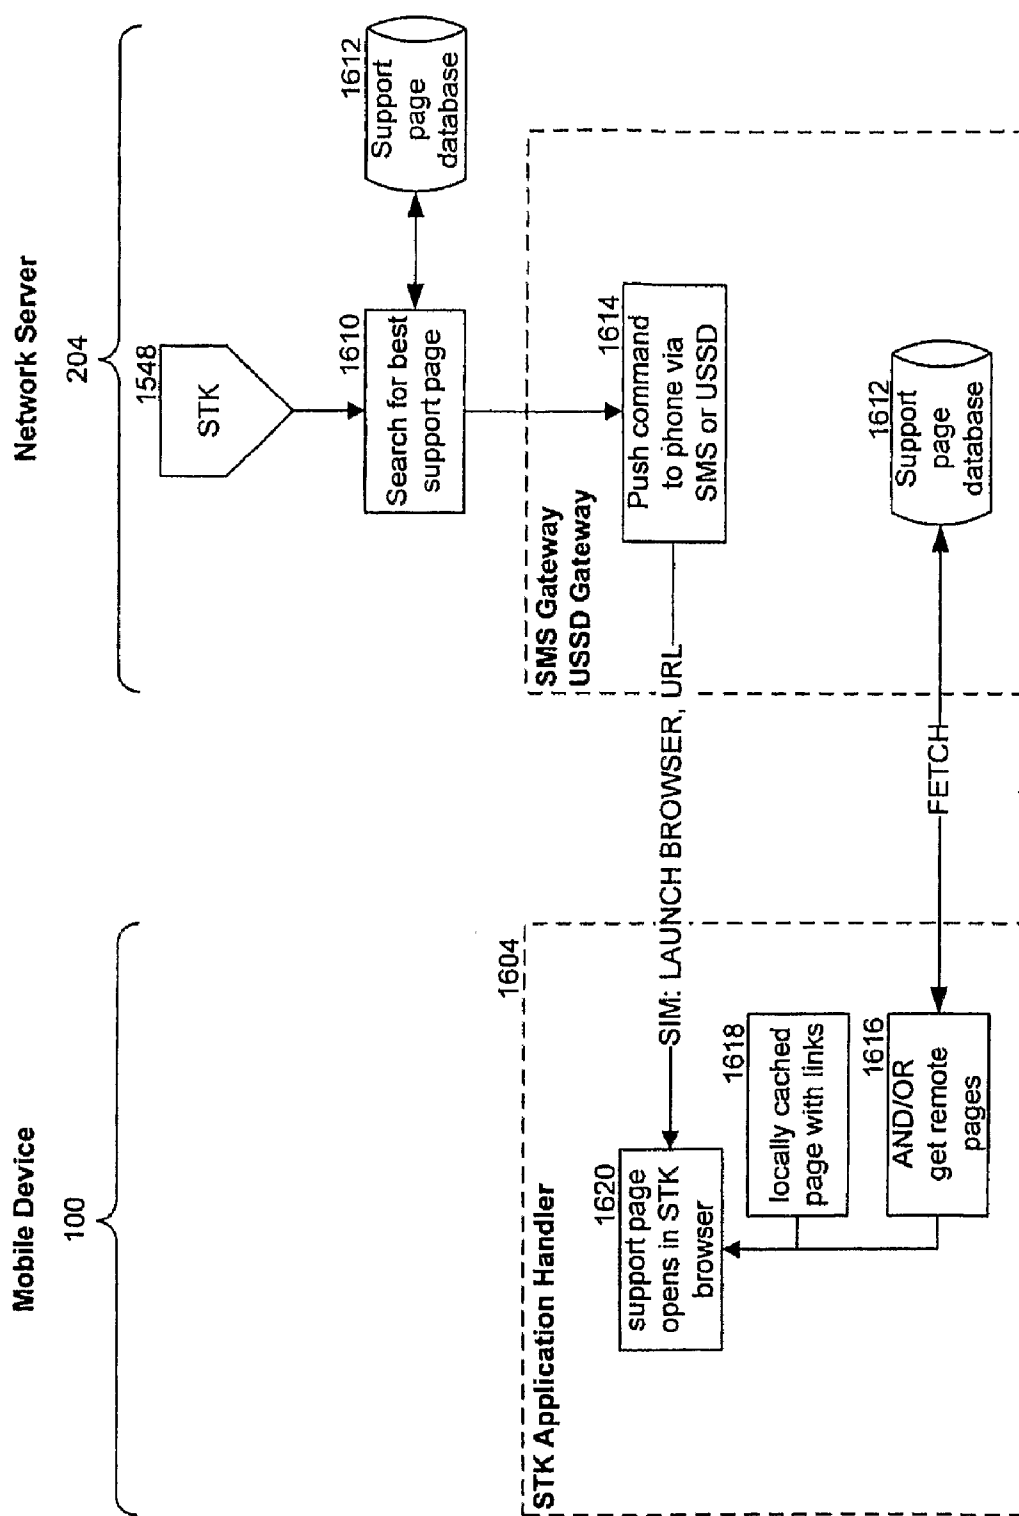 Mobile Device
100
Network Server
204
1548
STK
1610
Search for best
support page
1612
Support
page
database
1604
STK Application Handler
SMS Gateway
USSD Gateway
1614
Push command
to phone via
SMS or USSD
SIM: LAUNCH BROWSER, URL
1620
support page
opens in STK
browser
1618
locally cached
page with links
1616
AND/OR
get remote
pages
FETCH
1612
Support
page
database